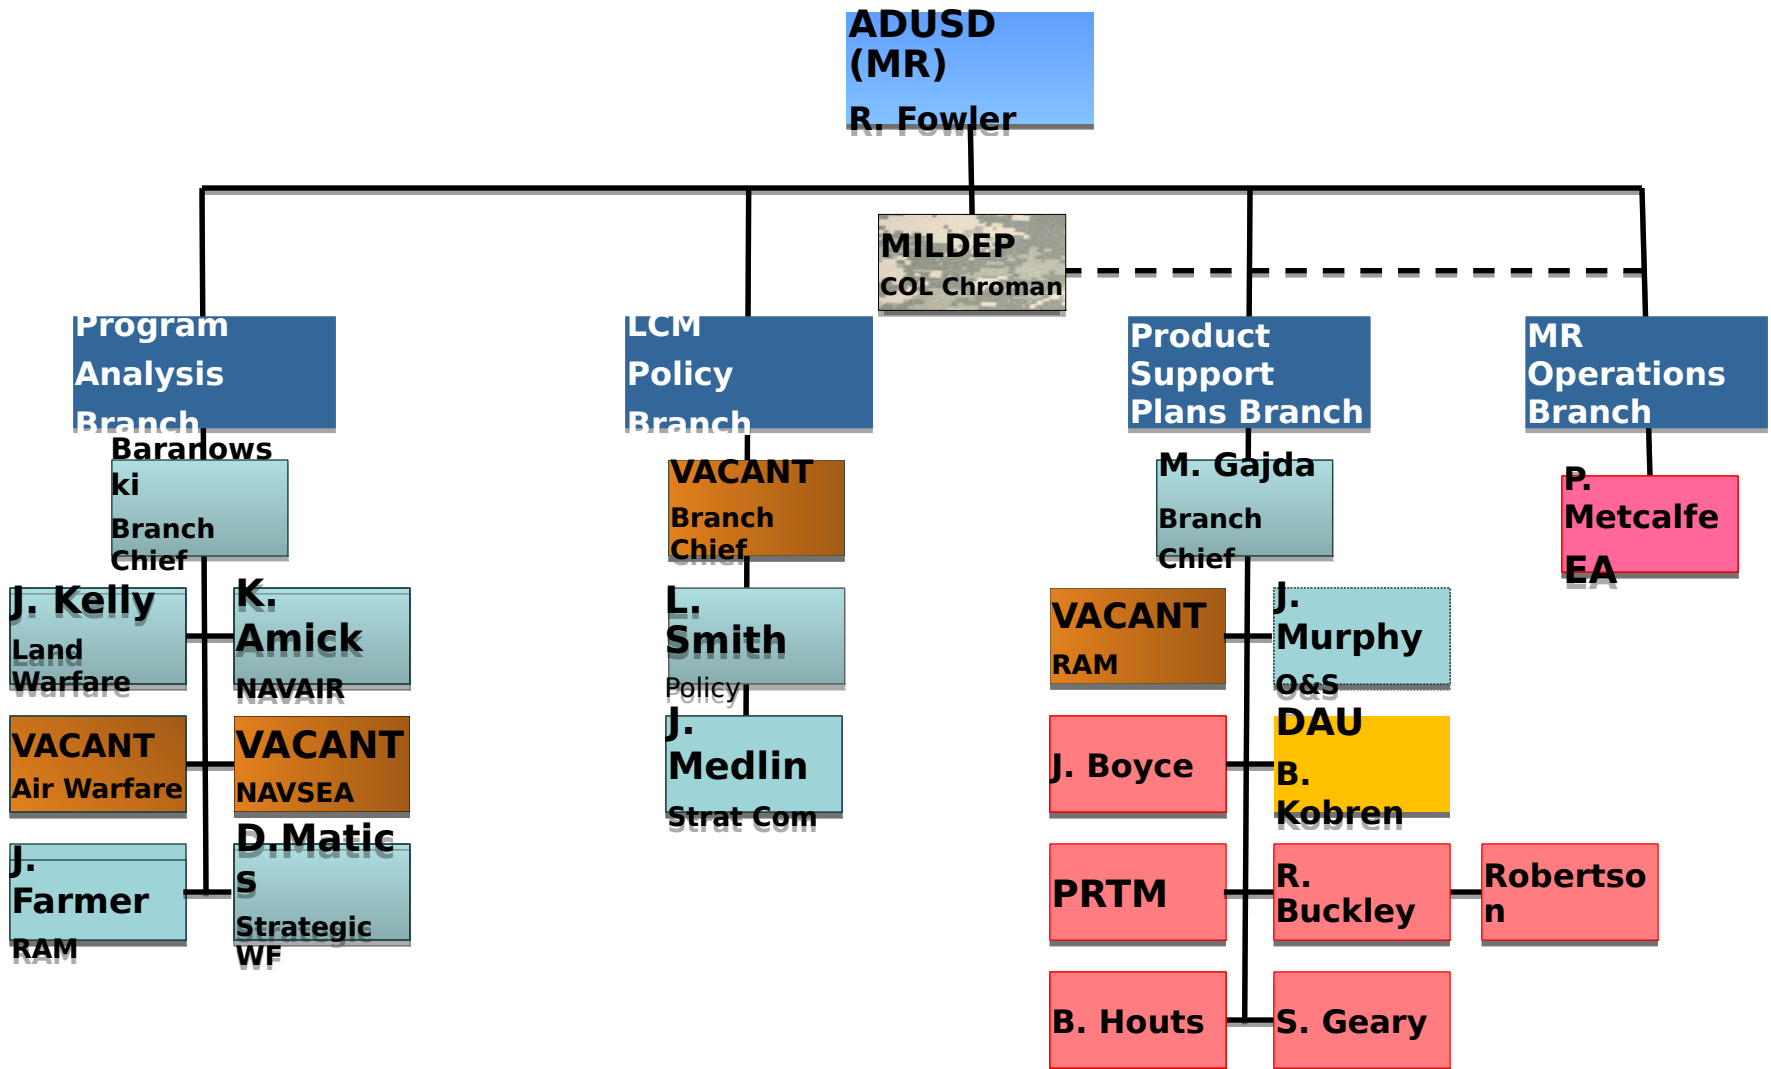 ADUSD
(MR)
R. Fowler
MILDEP
COL Chroman
Program
Analysis
Branch
LCM
Policy
Branch
Product
Support
Plans Branch
MR
Operations
Branch
Baranows
ki
Branch
Chief
VACANT
Branch
Chief
M. Gajda
Branch
Chief
P.
Metcalfe
EA
J. Kelly
Land
Warfare
K.
Amick
NAVAIR
L.
Smith
Policy
VACANT
RAM
J.
Murphy
O&S
VACANT
Air Warfare
VACANT
NAVSEA
J.
Medlin
Strat Com
J. Boyce
DAU
B.
Kobren
J.
Farmer
RAM
D.Matic
s
Strategic
WF
PRTM
R.
Buckley
Robertso
n
B. Houts
S. Geary